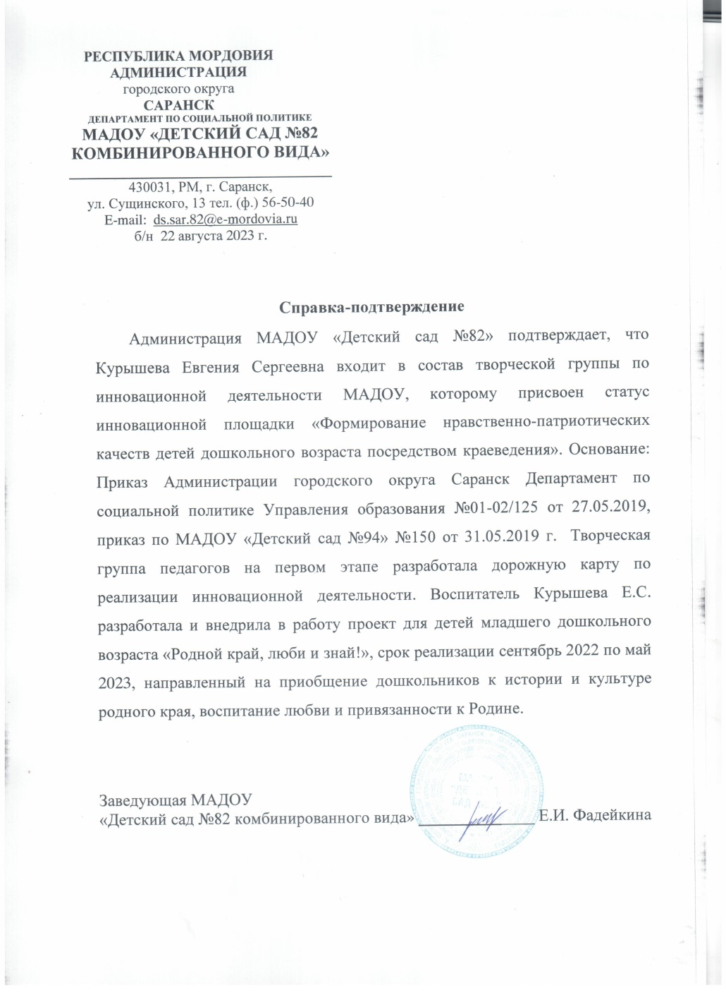 РЕСПУБЛИКА МОРДОВИЯ
АДМИНИСТРАЦИЯ
городского округа
САРАНСК
ДЕПАРТАМЕНТ ПО СОЦИАЛЬНОЙ ПОЛИТИКЕ
МАДОУ «ДЕТСКИЙ САД №82
КОМБИНИРОВАННОГО ВИДА»
430031, РМ, г. Саранск,
ул. Сущинского, 13 тел. (ф.) 56-50-40
E-mail: ds.sar.82@e-mordovia.ru
б/н 22 августа 2023 г.
Справка-подтверждение
Администрация МАДОУ «Детский сад №82» подтверждает, что
Курышева Евгения Сергеевна входит в состав творческой группы по
инновационной деятельности МАДОУ, которому присвоен статус
инновационной площадки «Формирование нравственно-патриотических
качеств детей дошкольного возраста посредством краеведения». Основание:
Приказ Администрации городского округа Саранск Департамент по
социальной политике Управления образования №01-02/125 от 27.05.2019,
приказ по МАДОУ «Детский сад №94» №150 от 31.05.2019 г. Творческая
группа педагогов на первом этапе разработала дорожную карту по
реализации инновационной деятельности. Воспитатель Курышева Е.С.
разработала и внедрила в работу проект для детей младшего дошкольного
возраста «Родной край, люби и знай!», срок реализации сентябрь 2022 по май
2023, направленный на приобщение дошкольников к истории и культуре
родного края, воспитание любви и привязанности к Родине.
Заведующая МАДОУ
«Детский сад №82 комбинированного вида» Е.И. Фадейкина